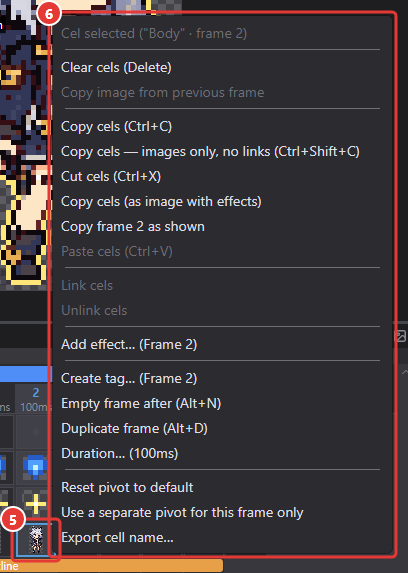 6
Cel selected ("Body" · frame 2)
Clear cels (Delete)
Copy image from previous frame
Copy cels (Ctrl+C)
Copy cels — images only, no links (Ctrl+Shift+C)
Cut cels (Ctrl+X)
Copy cels (as image with effects)
Copy frame 2 as shown
Paste cels (Ctrl+V)
Link cels
Unlink cels
Add effect... (Frame 2)
2
100ms
Create tag... (Frame 2)
Empty frame after (Alt+N)
Duplicate frame (Alt+D)
Duration... (100ms)
Reset pivot to default
5
Use a separate pivot for this frame only
Export cell name...